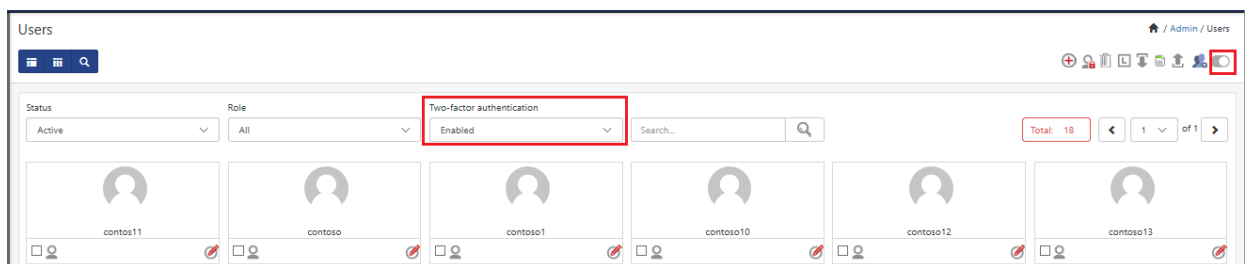 Users
/ Admin / Users
L
Status
Role
Two-factor authentication
Active
All
Enabled
Search...
Total: 18
1
of 1
contos11
contoso
contoso1
contoso10
contoso12
contoso13